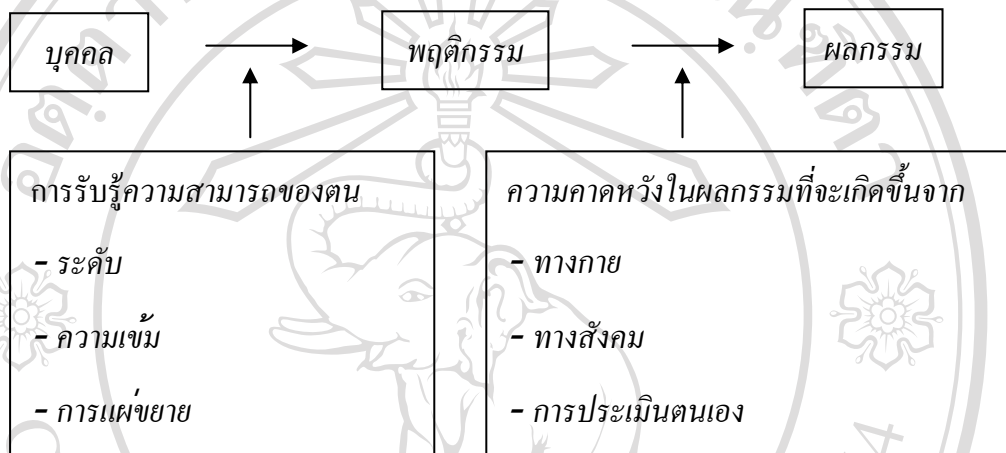 บุคคล
พฤติกรรม
ผลกรรม
การรับรู้ความสามารถของตน
- ระดับ
- ความเข้ม
- การแผ่ขยาย
ความคาดหวังในผลกรรมที่จะเกิดขึ้นจาก
- ทางกาย
- ทางสังคม
- การประเมินตนเอง